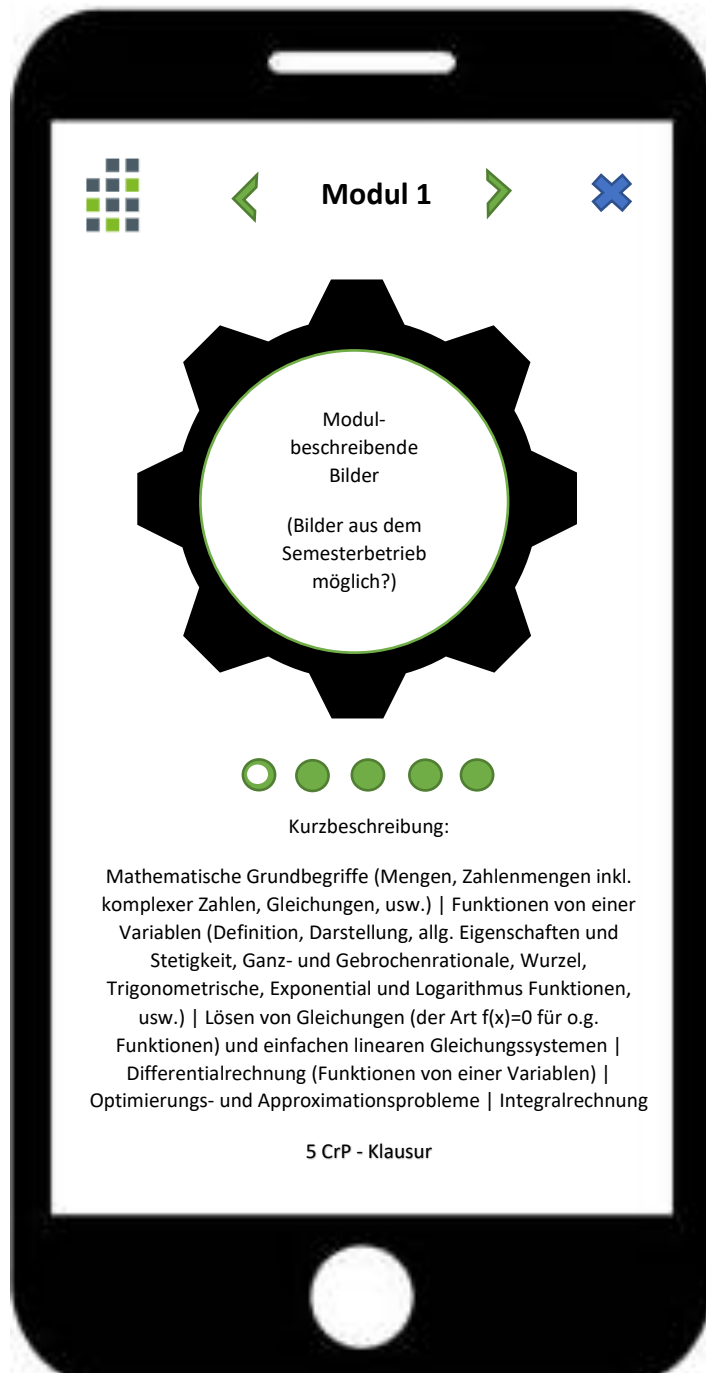 Modul 1
Modul-
beschreibende
Bilder
(Bilder aus dem
Semesterbetrieb
möglich?)
Kurzbeschreibung:
Mathematische Grundbegriffe (Mengen, Zahlenmengen inkl.
komplexer Zahlen, Gleichungen, usw.) | Funktionen von einer
Variablen (Definition, Darstellung, allg. Eigenschaften und
Stetigkeit, Ganz- und Gebrochenrationale, Wurzel,
Trigonometrische, Exponential und Logarithmus Funktionen,
usw.) | Lösen von Gleichungen (der Art f(x)=0 für o.g.
Funktionen) und einfachen linearen Gleichungssystemen |
Differentialrechnung (Funktionen von einer Variablen) |
Optimierungs- und Approximationsprobleme | Integralrechnung
5 CrP - Klausur